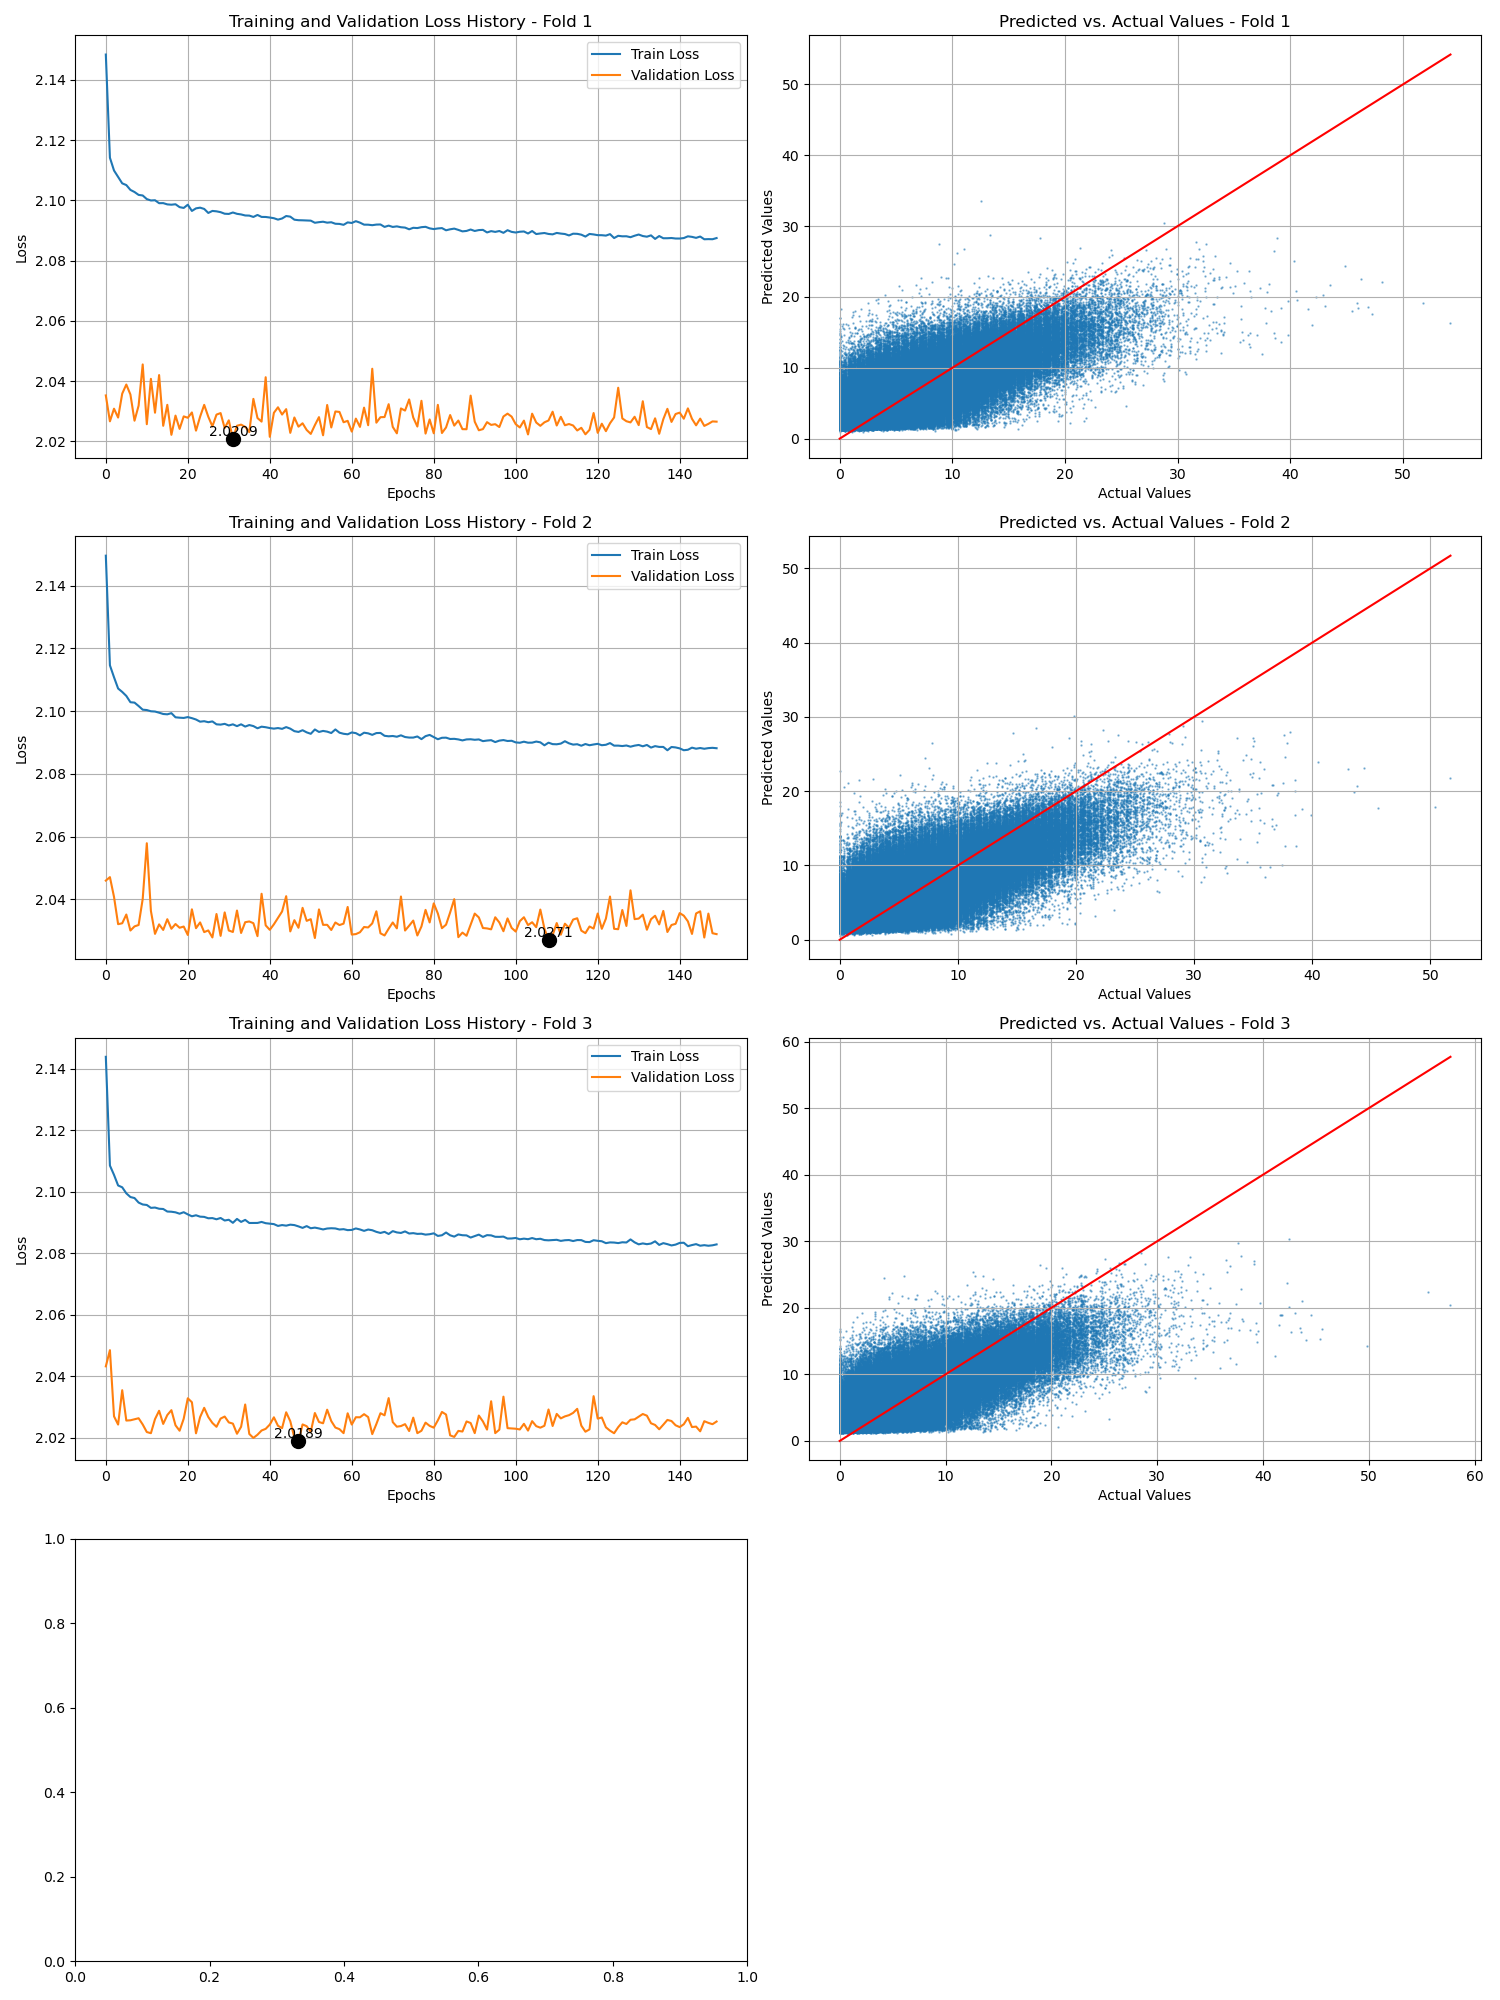 Training and Validation Loss History - Fold 1
Train Loss
Validation Loss
2.14
2.12
2.10
2.08
2.06
2.04
2.02
Loss
2.0209
0 20 40 60 80 100 120 140
Epochs
Predicted vs. Actual Values - Fold 1
50
40
30
20
10
0
Predicted Values
0 10 20 30 40 50
Actual Values
Training and Validation Loss History - Fold 2
Train Loss
Validation Loss
2.14
2.12
2.10
2.08
2.06
2.04
Loss
2.0271
0 20 40 60 80 100 120 140
Epochs
Predicted vs. Actual Values - Fold 2
50
40
30
20
10
0
Predicted Values
0 10 20 30 40 50
Actual Values
Training and Validation Loss History - Fold 3
Train Loss
Validation Loss
2.14
2.12
2.10
2.08
2.06
2.04
2.02
Loss
2.0189
0 20 40 60 80 100 120 140
Epochs
Predicted vs. Actual Values - Fold 3
60
50
40
30
20
10
0
Predicted Values
0 10 20 30 40 50 60
Actual Values
1.0
0.8
0.6
0.4
0.2
0.0
0.0 0.2 0.4 0.6 0.8 1.0